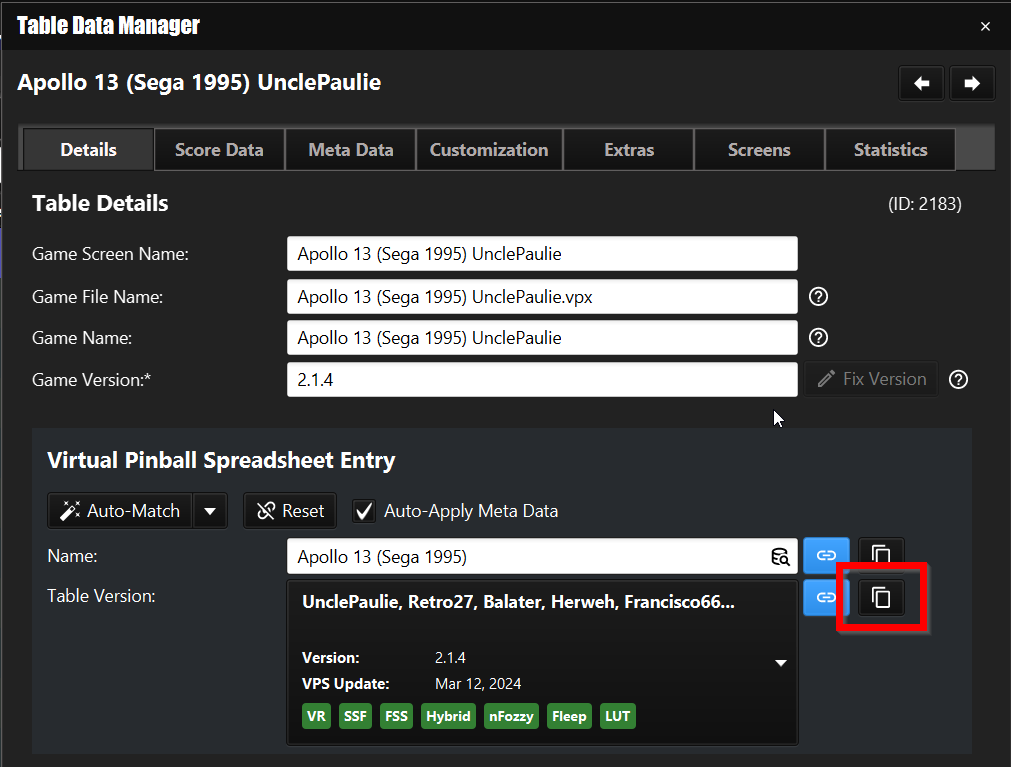 Table Data Manager
Apollo 13 (Sega 1995) UnclePaulie
Details Score Data Meta Data Customization Extras Screens Statistics
Table Details (ID: 2183)
Game Screen Name: Apollo 13 (Sega 1995) UnclePaulie
Game File Name: Apollo 13 (Sega 1995) UnclePaulie.vpx
Game Name: Apollo 13 (Sega 1995) UnclePaulie
Game Version:* 2.1.4 Fix Version
Virtual Pinball Spreadsheet Entry
Auto-Match Reset Auto-Apply Meta Data
Name: Apollo 13 (Sega 1995)
Table Version: UnclePaulie, Retro27, Balater, Herweh, Francisco66...
Version: 2.1.4
VPS Update: Mar 12, 2024
VR SSF FSS Hybrid nFozzy Fleep LUT